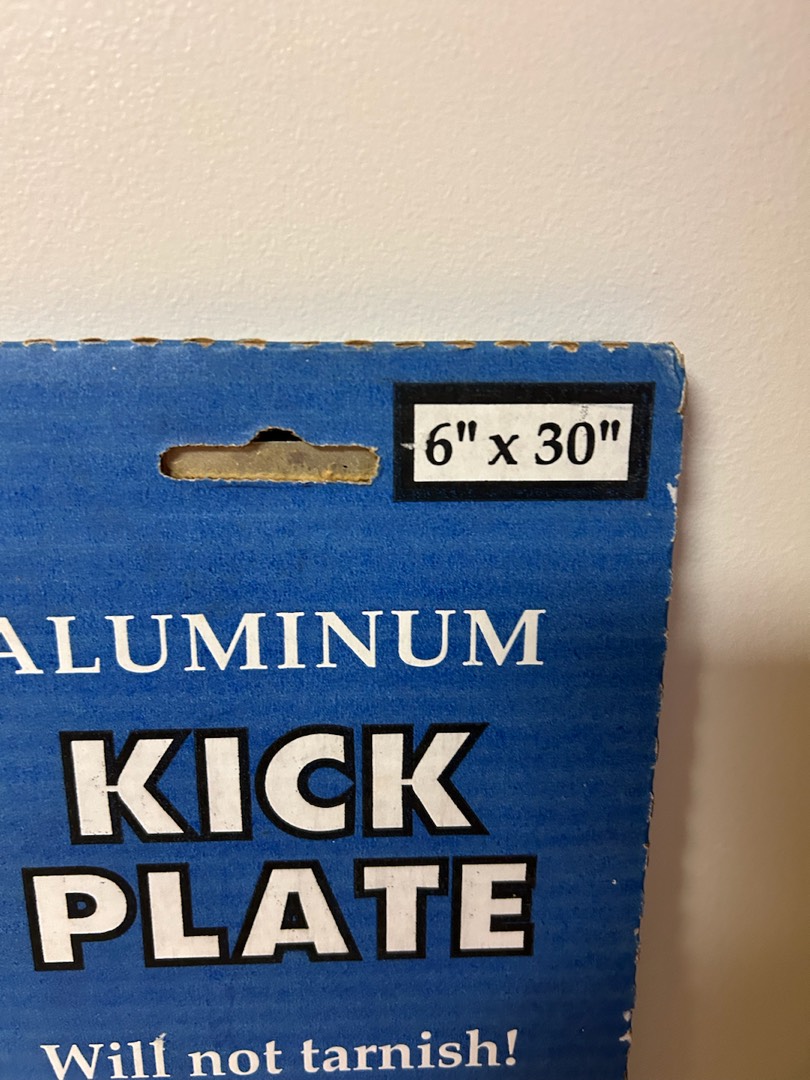 6" x 30"
ALUMINUM
KICK
PLATE
Will not tarnish!